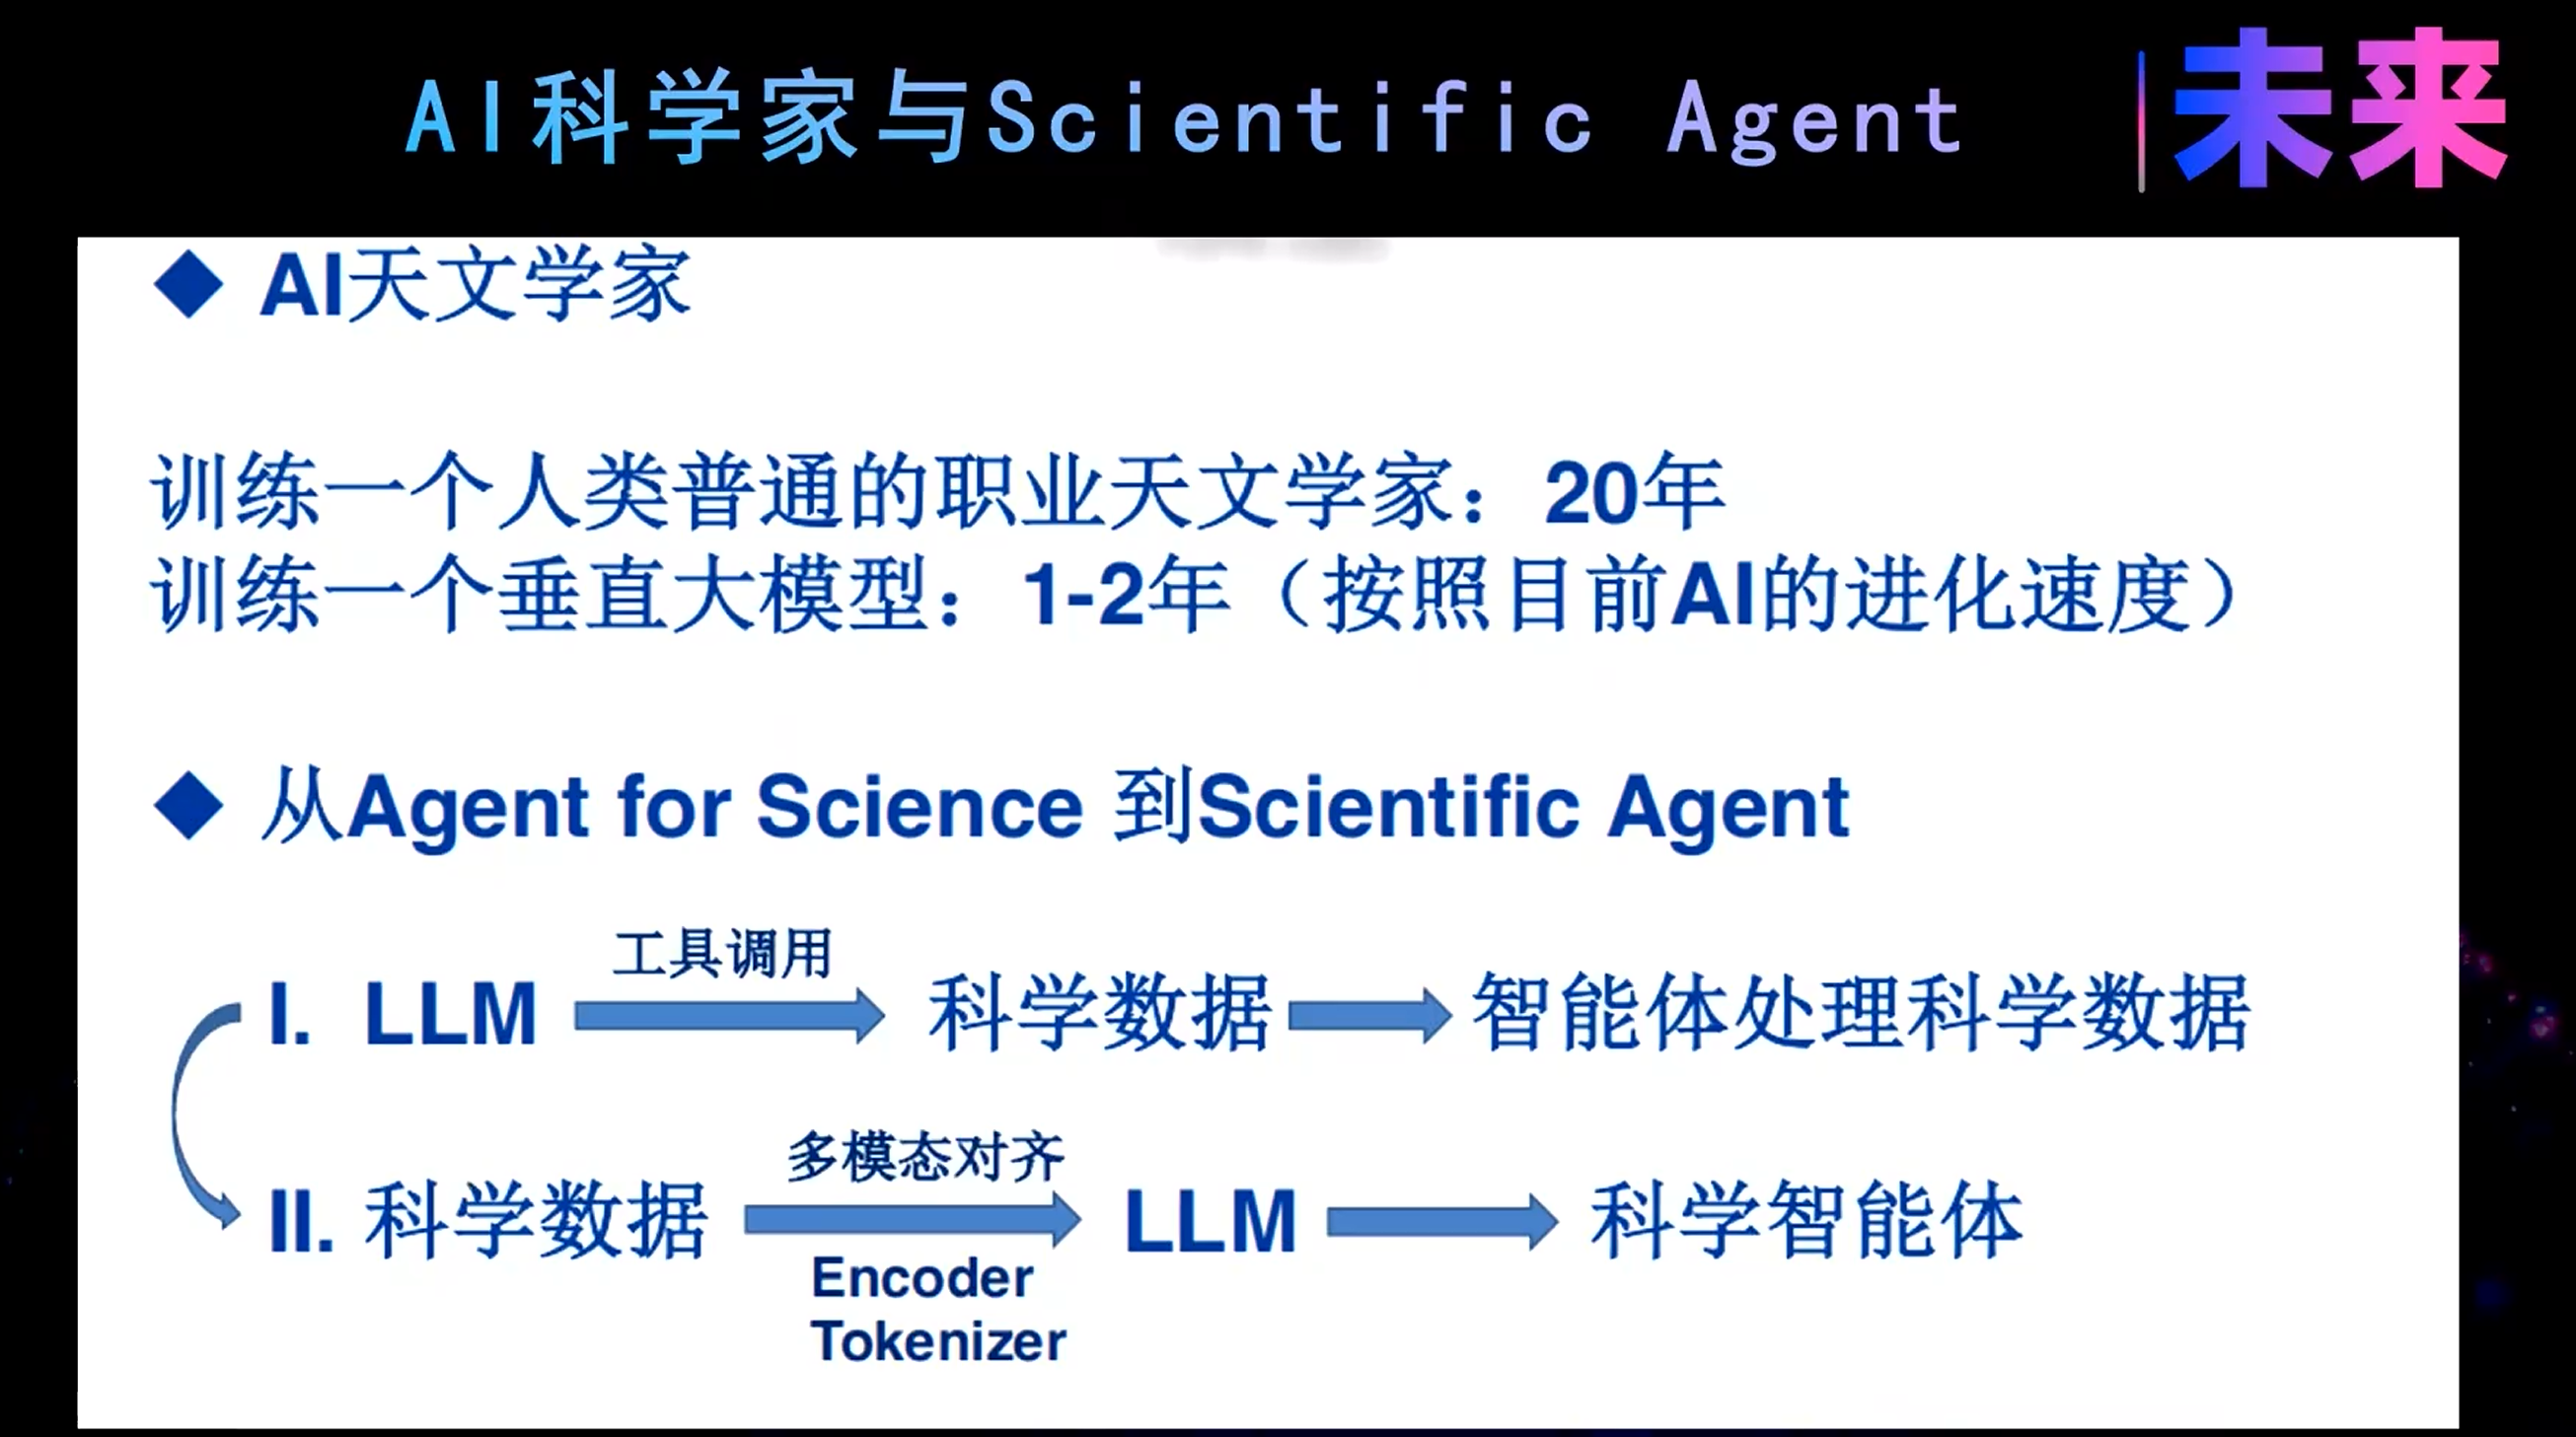 AI科学家与Scientific Agent
未来
AI天文学家
训练一个人类普通的职业天文学家：20年
训练一个垂直大模型：1-2年（按照目前AI的进化速度）
从Agent for Science 到Scientific Agent
工具调用
I. LLM 科学数据 智能体处理科学数据
多模态对齐
II. 科学数据 LLM 科学智能体
Encoder
Tokenizer